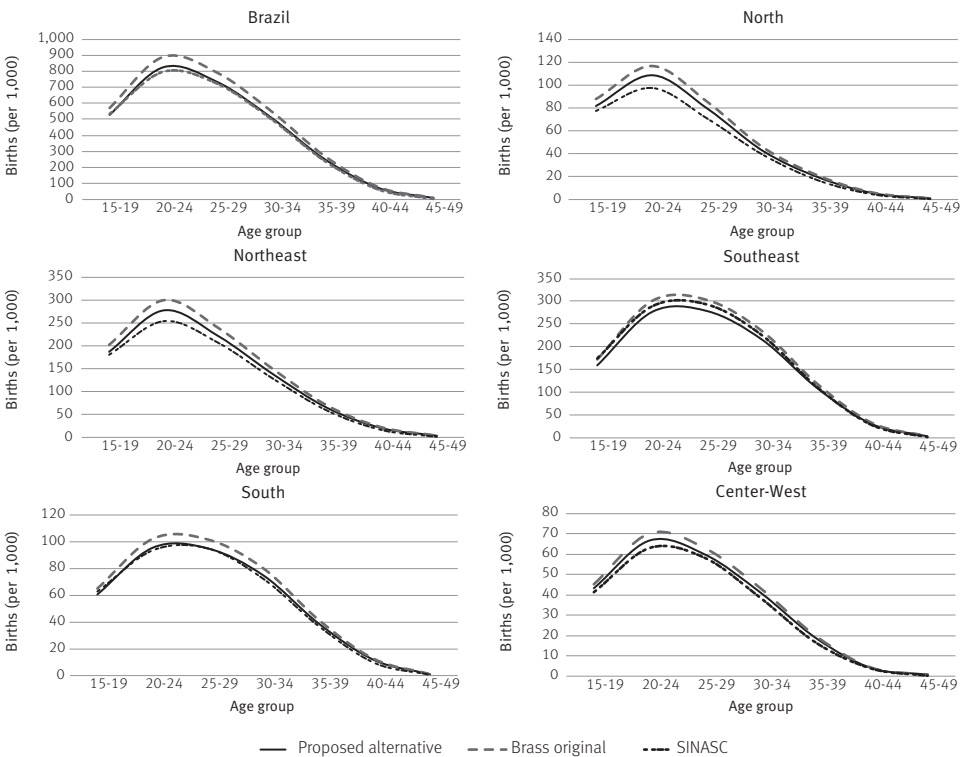 Brazil
Births (per 1,000)
1,000
900
800
700
600
500
400
300
200
100
0
15-19 20-24 25-29 30-34 35-39 40-44 45-49
Age group
North
Births (per 1,000)
140
120
100
80
60
40
20
0
15-19 20-24 25-29 30-34 35-39 40-44 45-49
Age group
Northeast
Births (per 1,000)
350
300
250
200
150
100
50
0
15-19 20-24 25-29 30-34 35-39 40-44 45-49
Age group
Southeast
Births (per 1,000)
350
300
250
200
150
100
50
0
15-19 20-24 25-29 30-34 35-39 40-44 45-49
Age group
South
Births (per 1,000)
120
100
80
60
40
20
0
15-19 20-24 25-29 30-34 35-39 40-44 45-49
Age group
Center-West
Births (per 1,000)
80
70
60
50
40
30
20
10
0
15-19 20-24 25-29 30-34 35-39 40-44 45-49
Age group
Proposed alternative Brass original SINASC